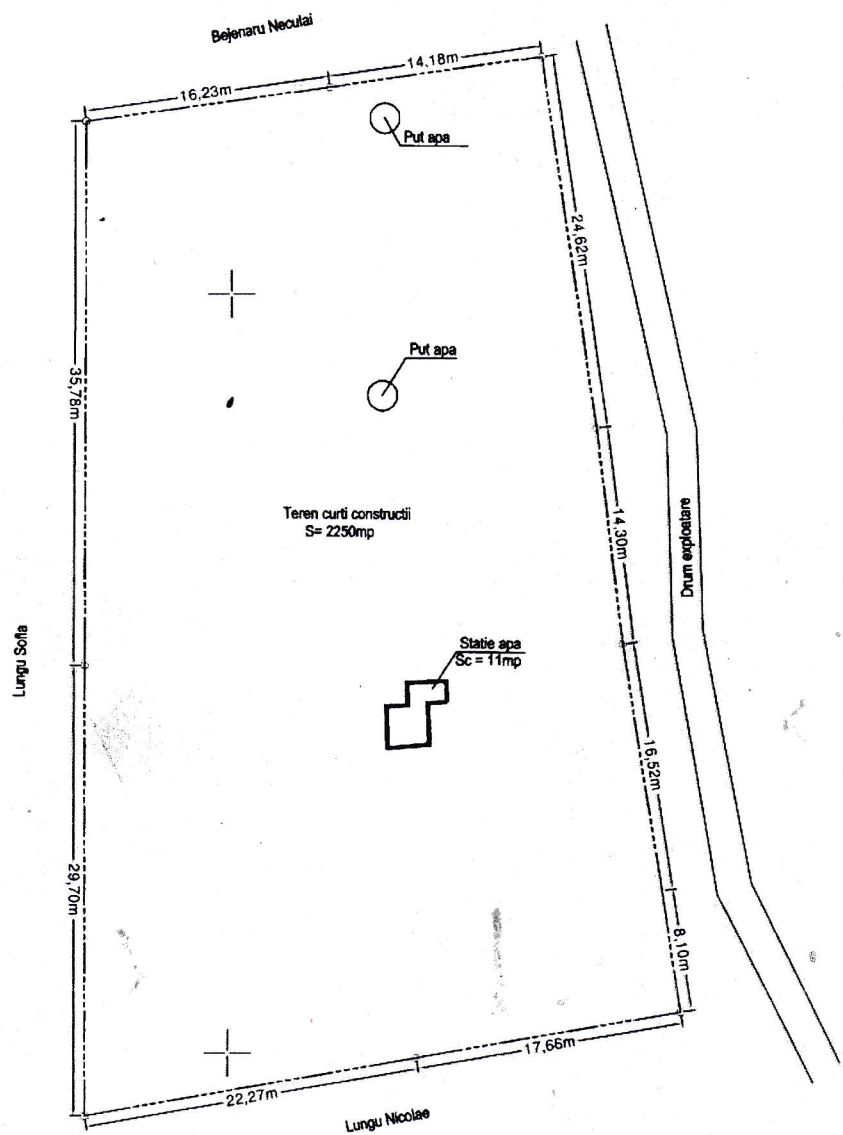 Bejenaru Neculai
16,23m
14,18m
Put apa
24,62m
35,78m
Put apa
Teren curti constructii
S= 2250mp
14,30m
Drum exploatare
Lungu Sofia
Statie apa
Sc = 11mp
16,52m
29,70m
8,10m
17,66m
22,27m
Lungu Nicolae